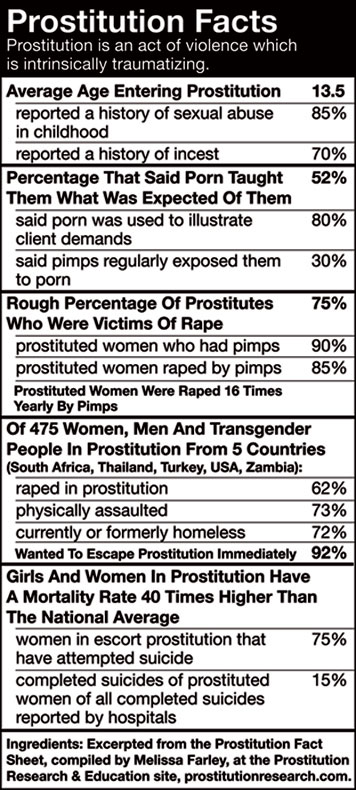 Prostitution Facts
Prostitution is an act of violence which
is intrinsically traumatizing.
Average Age Entering Prostitution 13.5
reported a history of sexual abuse 85%
in childhood
reported a history of incest 70%
Percentage That Said Porn Taught 52%
Them What Was Expected Of Them
said porn was used to illustrate 80%
client demands
said pimps regularly exposed them 30%
to porn
Rough Percentage Of Prostitutes 75%
Who Were Victims Of Rape
prostituted women who had pimps 90%
prostituted women raped by pimps 85%
Prostituted Women Were Raped 16 Times
Yearly By Pimps
Of 475 Women, Men And Transgender
People In Prostitution From 5 Countries
(South Africa, Thailand, Turkey, USA, Zambia):
raped in prostitution 62%
physically assaulted 73%
currently or formerly homeless 72%
Wanted To Escape Prostitution Immediately 92%
Girls And Women In Prostitution Have
A Mortality Rate 40 Times Higher Than
The National Average
women in escort prostitution that 75%
have attempted suicide
completed suicides of prostituted 15%
women of all completed suicides
reported by hospitals
Ingredients: Excerpted from the Prostitution Fact
Sheet, compiled by Melissa Farley, at the Prostitution
Research & Education site, prostitutionresearch.com.